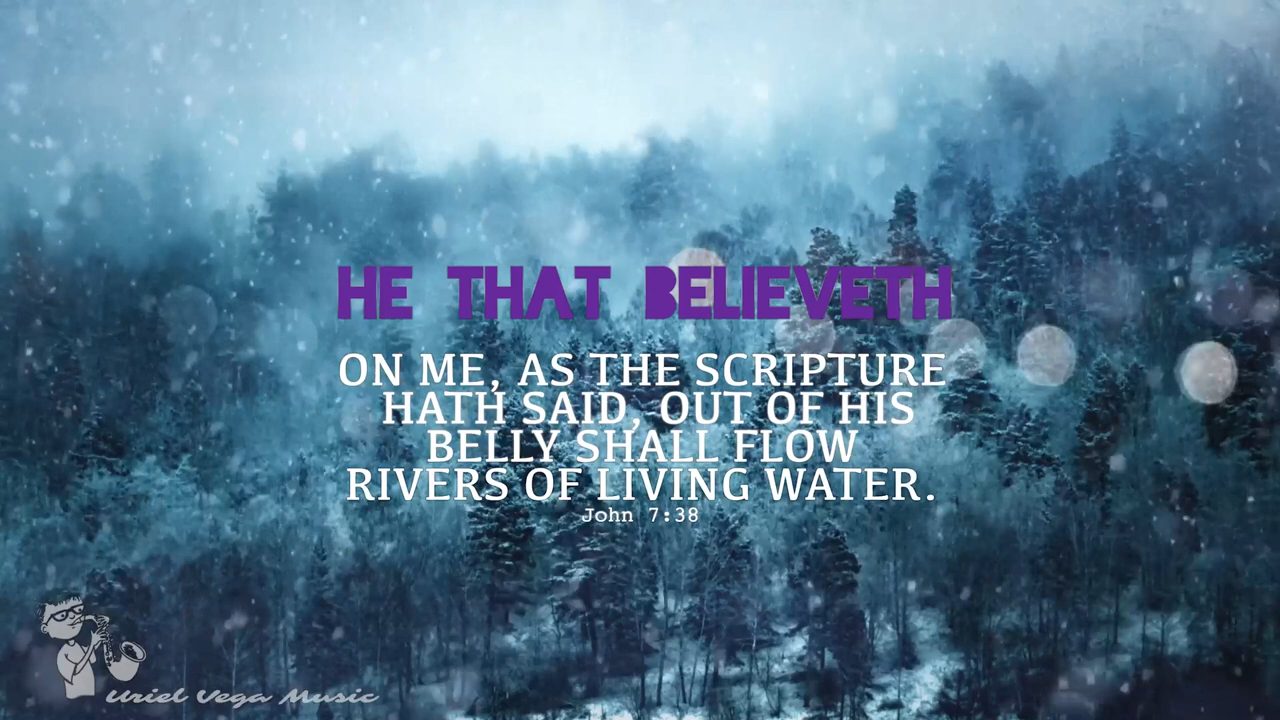 HE THAT BELIEVETH
ON ME, AS THE SCRIPTURE
HATH SAID, OUT OF HIS
BELLY SHALL FLOW
RIVERS OF LIVING WATER.
John 7:38
Uriel Vega Music